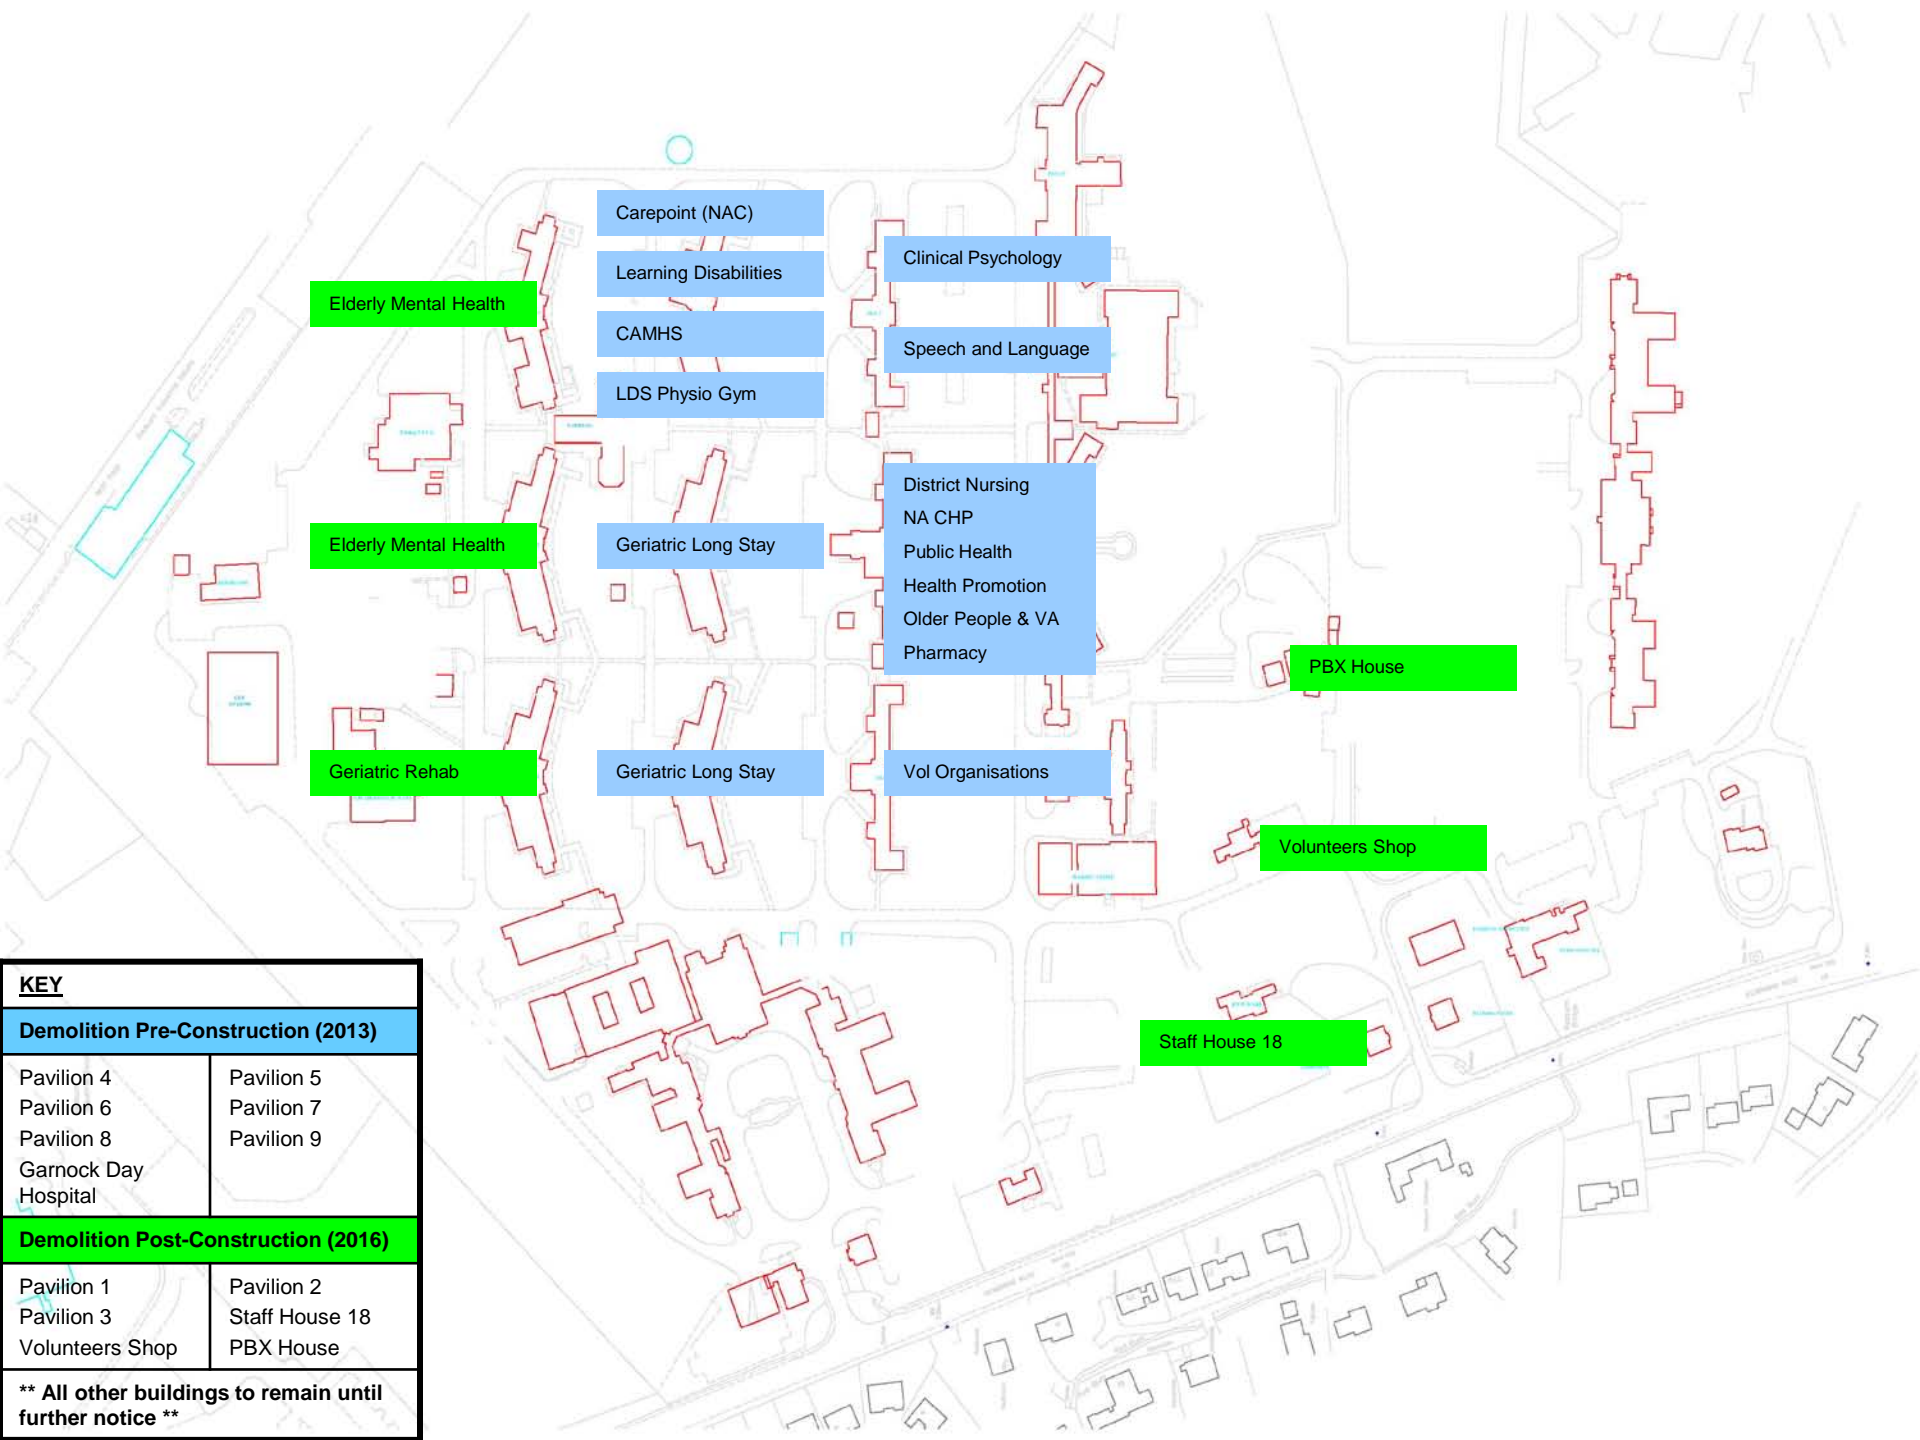 Carepoint (NAC)
Clinical Psychology
Learning Disabilities
Elderly Mental Health
CAMHS
Speech and Language
LDS Physio Gym
District Nursing
NA CHP
Elderly Mental Health
Geriatric Long Stay
Public Health
Health Promotion
Older People & VA
Pharmacy
PBX House
Geriatric Rehab
Geriatric Long Stay
Vol Organisations
Volunteers Shop
Staff House 18
KEY
Demolition Pre-Construction (2013)
Pavilion 4
Pavilion 6
Pavilion 8
Garnock Day
Hospital
Pavilion 5
Pavilion 7
Pavilion 9
Demolition Post-Construction (2016)
Pavilion 1
Pavilion 3
Volunteers Shop
Pavilion 2
Staff House 18
PBX House
** All other buildings to remain until
further notice **